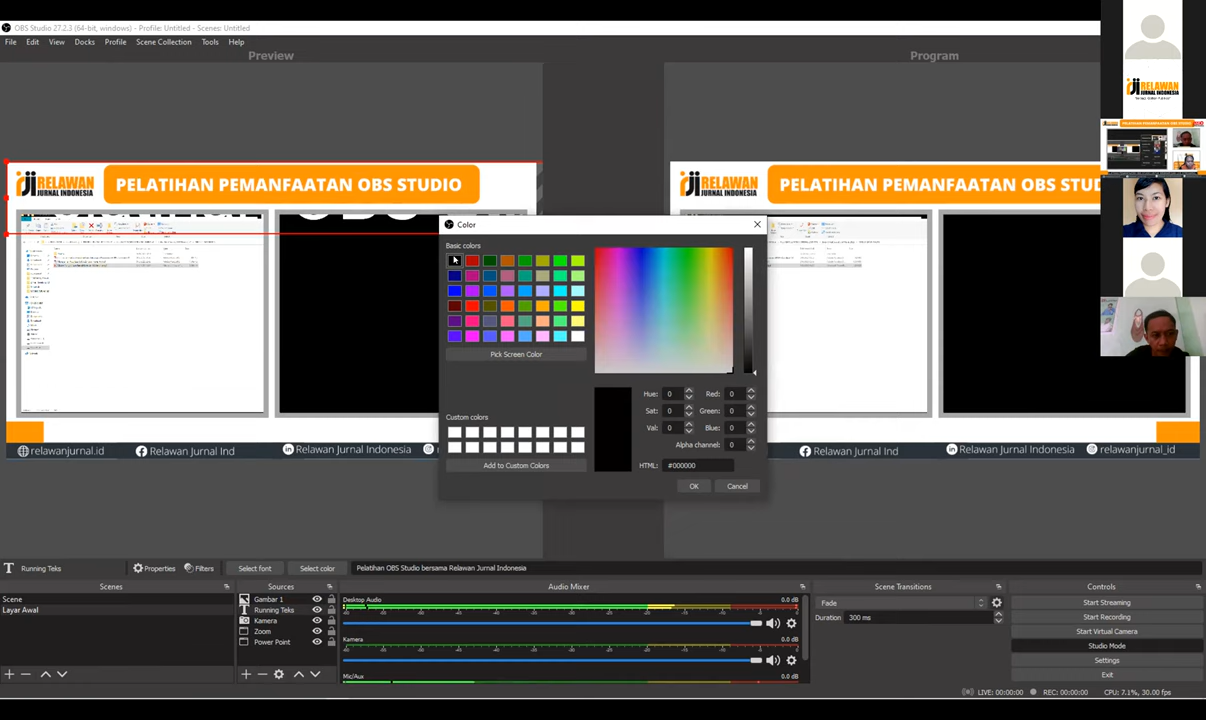 OBS Studio 27.2.3 (64-bit, windows) - Profile: Untitled - Scenes: Untitled
File Edit View Docks Profile Scene Collection Tools Help
Preview
Program
RELAWAN
JURNAL INDONESIA
PELATIHAN PEMANFAATAN OBS STUDIO
RELAWAN
JURNAL INDONESIA
PELATIHAN PEMANFAATAN OBS STUD
RELAWAN
JURNAL INDONESIA
Color
Basic colors
Pick Screen Color
Custom colors
Add to Custom Colors
Hue: 0 Red: 0
Sat: 0 Green: 0
Val: 0 Blue: 0
Alpha channel: 0
HTML: #000000
OK Cancel
relawanjurnal.id Relawan Jurnal Ind Relawan Jurnal Indonesia
Relawan Jurnal Ind Relawan Jurnal Indonesia relawanjurnal_id
Running Teks Properties Filters Select font Select color Pelatihan OBS Studio bersama Relawan Jurnal Indonesia
Scenes
Scene
Layar Awal
Sources
Gambar 1
Running Teks
Kamera
Zoom
Power Point
Audio Mixer
Desktop Audio 0.0 dB
Kamera 0.0 dB
Mic/Aux 0.0 dB
Scene Transitions
Fade
Duration 300 ms
Controls
Start Streaming
Start Recording
Start Virtual Camera
Studio Mode
Settings
Exit
LIVE: 00:00:00 REC: 00:00:00 CPU: 7.1%, 30.00 fps